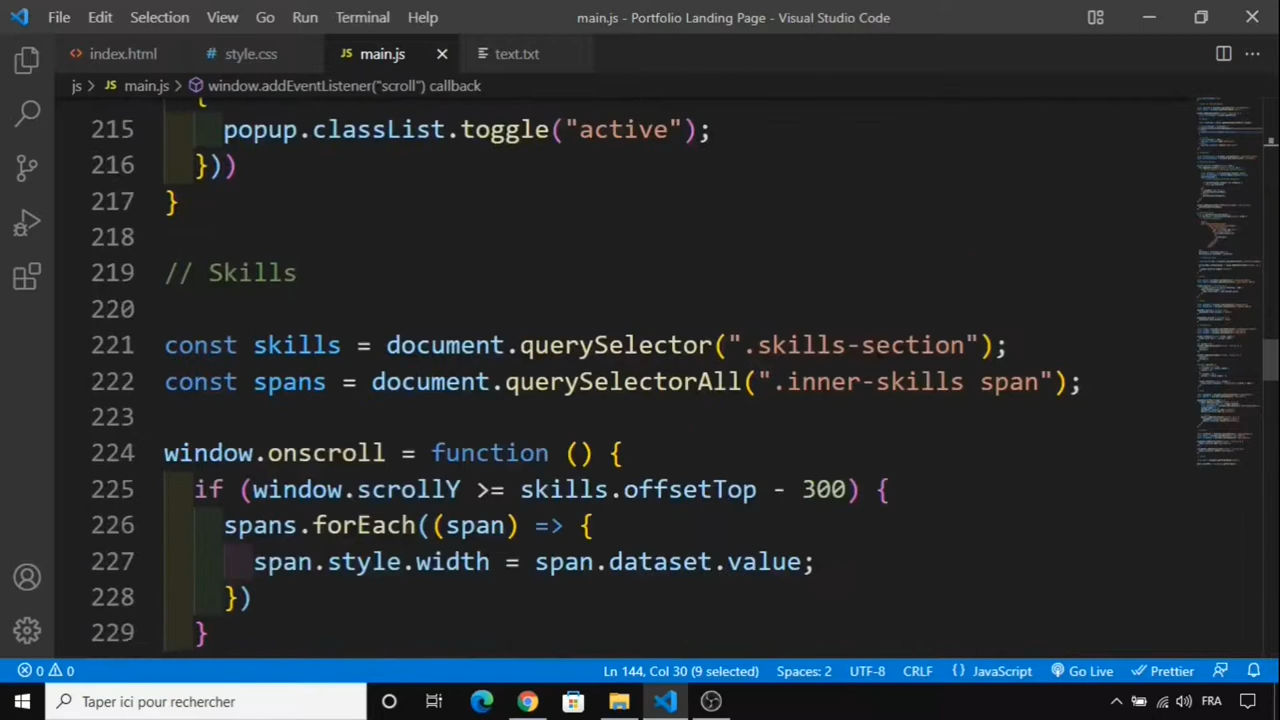 File Edit Selection View Go Run Terminal Help main.js - Portfolio Landing Page - Visual Studio Code
index.html # style.css JS main.js text.txt
js > JS main.js > window.addEventListener("scroll") callback
{
215 popup.classList.toggle("active");
216 }))
217 }
218
219 // Skills
220
221 const skills = document.querySelector(".skills-section");
222 const spans = document.querySelectorAll(".inner-skills span");
223
224 window.onscroll = function () {
225 if (window.scrollY >= skills.offsetTop - 300) {
226 spans.forEach((span) => {
227 span.style.width = span.dataset.value;
228 })
229 }
0 0 Ln 144, Col 30 (9 selected) Spaces: 2 UTF-8 CRLF {} JavaScript Go Live Prettier
Taper ici pour rechercher FRA